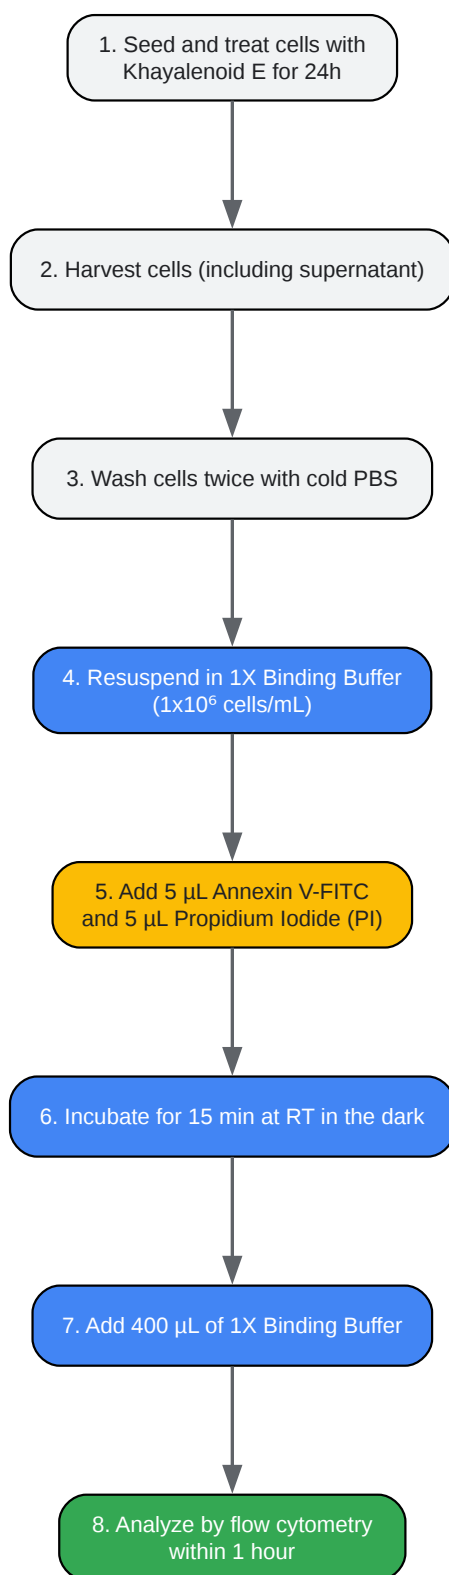 1. Seed and treat cells with
Khayalenoid E for 24h
2. Harvest cells (including supernatant)
3. Wash cells twice with cold PBS
4. Resuspend in 1X Binding Buffer
(1x10⁶ cells/mL)
5. Add 5 µL Annexin V-FITC
and 5 µL Propidium Iodide (PI)
6. Incubate for 15 min at RT in the dark
7. Add 400 µL of 1X Binding Buffer
8. Analyze by flow cytometry
within 1 hour